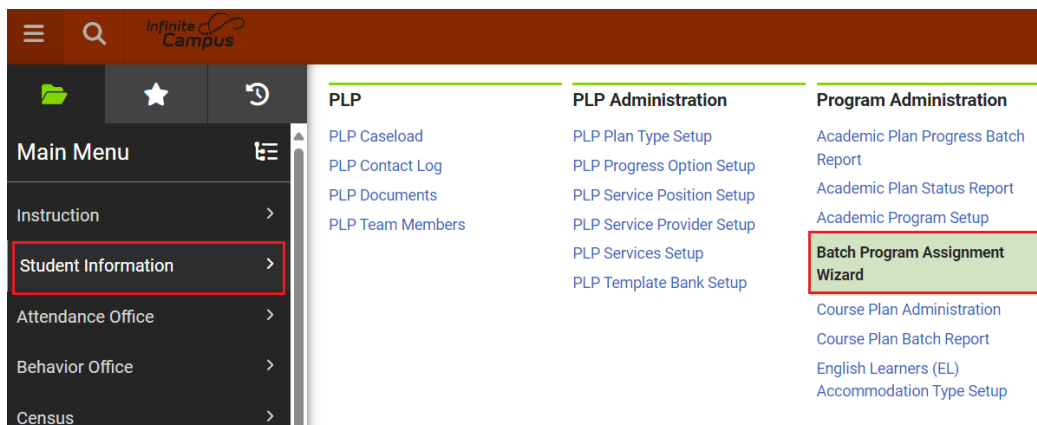 Infinite
Campus
Main Menu
Instruction
Student Information
Attendance Office
Behavior Office
Census
PLP
PLP Caseload
PLP Contact Log
PLP Documents
PLP Team Members
PLP Administration
PLP Plan Type Setup
PLP Progress Option Setup
PLP Service Position Setup
PLP Service Provider Setup
PLP Services Setup
PLP Template Bank Setup
Program Administration
Academic Plan Progress Batch
Report
Academic Plan Status Report
Academic Program Setup
Batch Program Assignment
Wizard
Course Plan Administration
Course Plan Batch Report
English Learners (EL)
Accommodation Type Setup